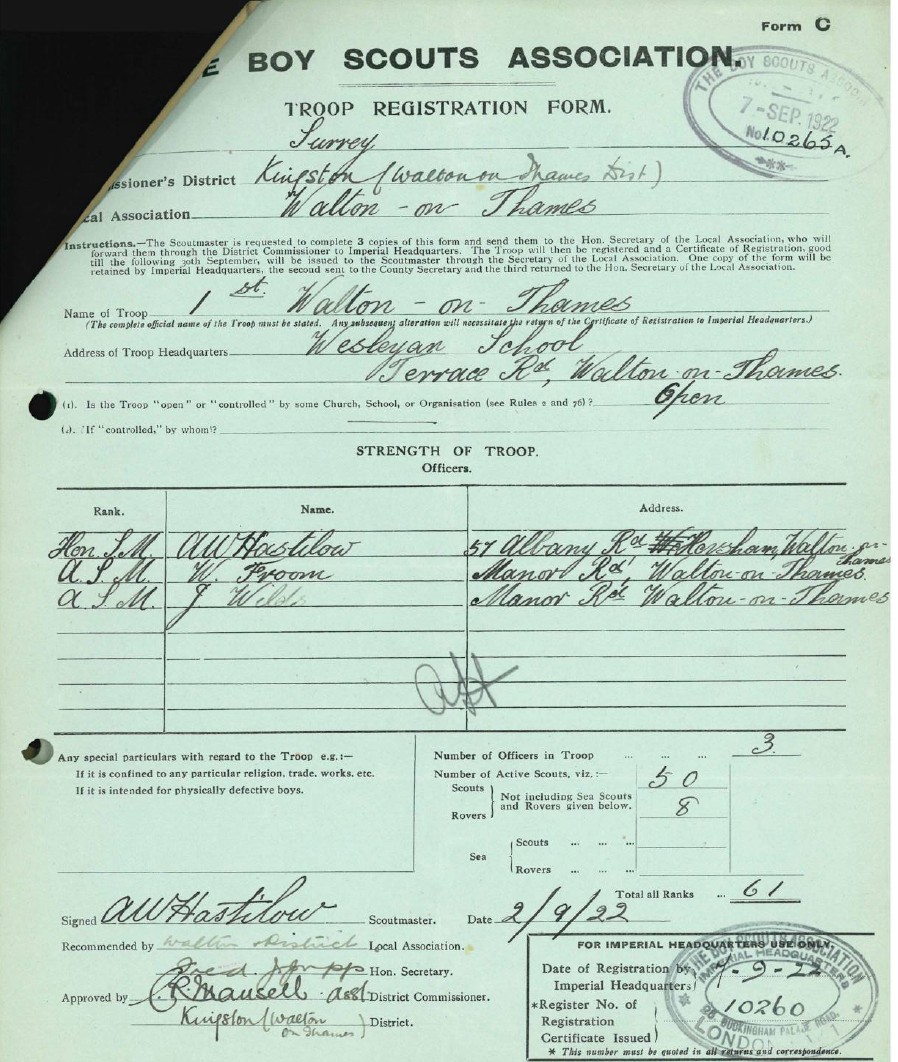 Form C
E BOY SCOUTS ASSOCIATION.
THE BOY SCOUTS ASSOCI
7-SEP. 1922
No 10265A.
TROOP REGISTRATION FORM.
Surrey
ssioner's District Kingston (Walton on Thames Dist)
cal Association Walton-on Thames
Instructions.—The Scoutmaster is requested to complete 3 copies of this form and send them to the Hon. Secretary of the Local Association, who will
forward them through the District Commissioner to Imperial Headquarters. The Troop will then be registered and a Certificate of Registration, good
till the following 30th September, will be issued to the Scoutmaster through the Secretary of the Local Association. One copy of the form will be
retained by Imperial Headquarters, the second sent to the County Secretary and the third returned to the Hon. Secretary of the Local Association.
Name of Troop 1st. Walton-on-Thames
(The complete official name of the Troop must be stated. Any subsequent alteration will necessitate the return of the Certificate of Registration to Imperial Headquarters.)
Address of Troop Headquarters Wesleyan School
Terrace Rd, Walton-on-Thames.
(1). Is the Troop "open" or "controlled" by some Church, School, or Organisation (see Rules 2 and 76)? Open
(2). If "controlled," by whom?
STRENGTH OF TROOP.
Officers.
Rank. Name. Address.
Hon. S.M. AW Hastilow 57 Albany Rd Hersham, Walton-on-Thames
A.S.M. W. Froom Manor Rd, Walton-on-Thames.
A.S.M. J. Manor Rd Walton-on-Thames
Any special particulars with regard to the Troop e.g.:—
If it is confined to any particular religion, trade, works, etc.
If it is intended for physically defective boys.
Number of Officers in Troop ... ... ... 3
Number of Active Scouts, viz.:—
Scouts 50
Not including Sea Scouts
and Rovers given below.
Rovers 8
Sea
Scouts ... ... ...
Rovers ... ... ...
Total all Ranks ... 61
Signed AW Hastilow Scoutmaster. Date 2/9/22
Recommended by Walton District Local Association.
Hon. Secretary.
Approved by Mansell asst District Commissioner.
Kingston (Walton on Thames) District.
FOR IMPERIAL HEADQUARTERS USE ONLY.
Date of Registration by
Imperial Headquarters 7-9-22
*Register No. of
Registration
Certificate Issued 10260
* This number must be quoted in all returns and correspondence.
THE BOY SCOUTS ASSOCIATION
IMPERIAL HEADQUARTERS
BUCKINGHAM PALACE ROAD,
LONDON